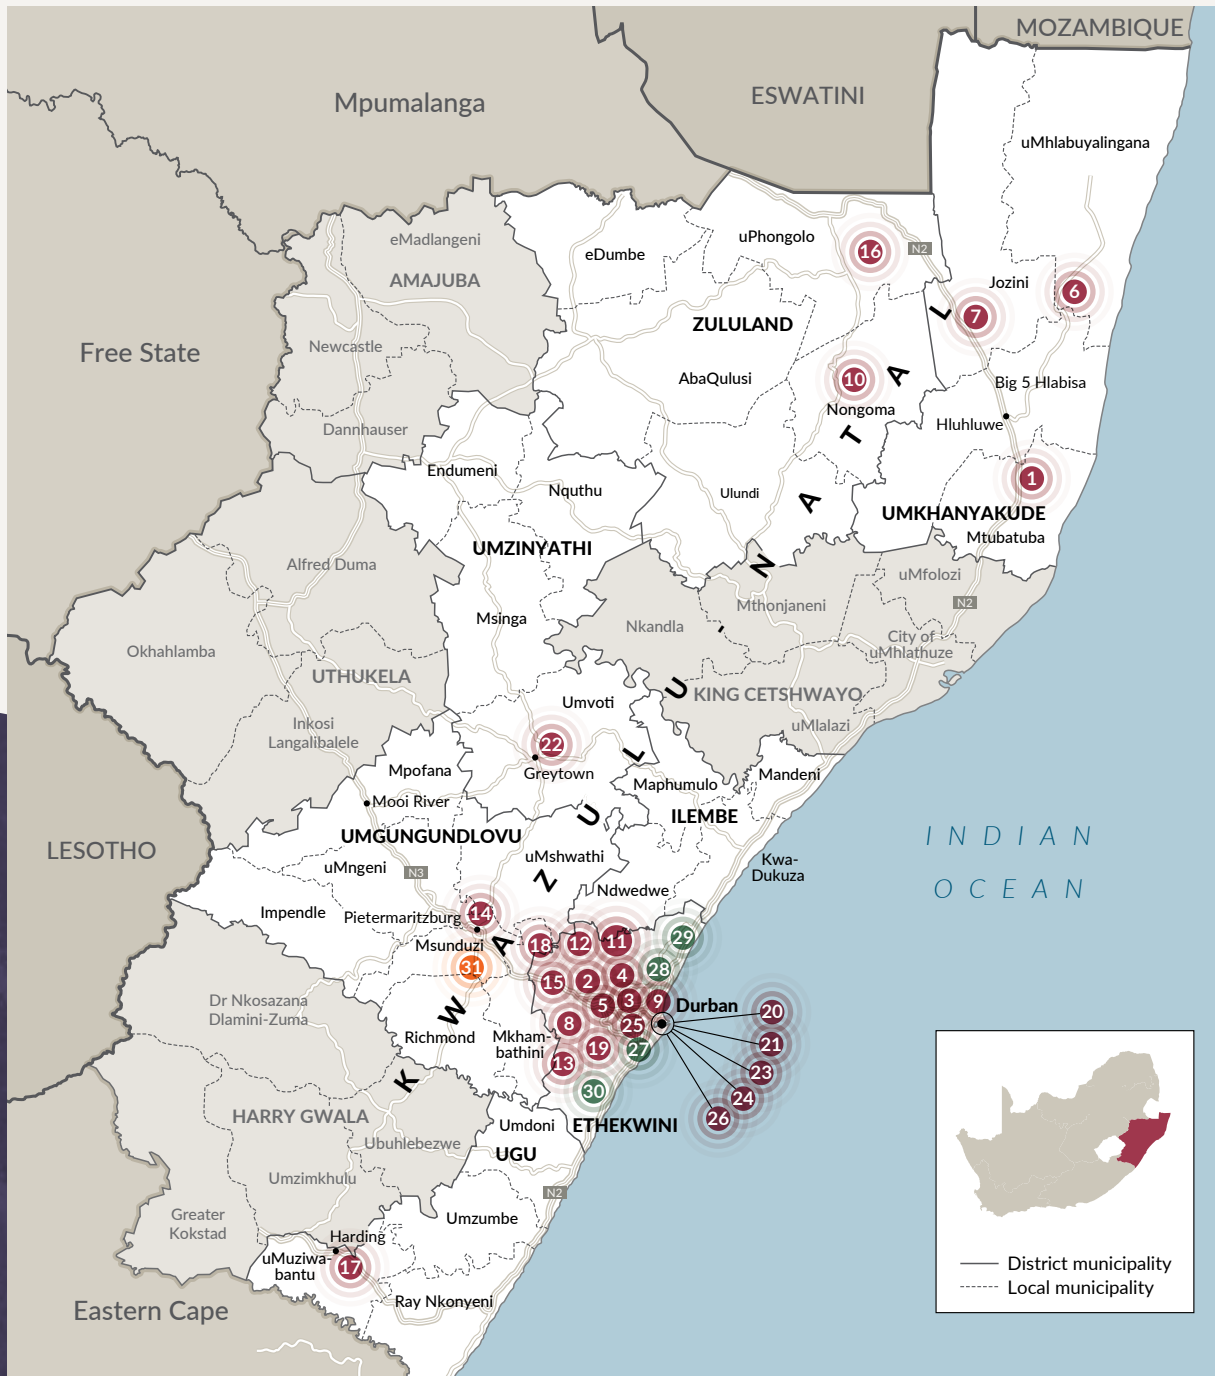 MOZAMBIQUE
ESWATINI
Mpumalanga
uMhlabuyalingana
eMadlangeni
uPhongolo
eDumbe
16
N2
AMAJUBA
Jozini
6
ZULULAND
7
Free State
Newcastle
AbaQulusi
10
Big 5 Hlabisa
Nongoma
Hluhluwe
Dannhauser
Endumeni
Nquthu
Ulundi
1
UMKHANYAKUDE
Mtubatuba
UMZINYATHI
Alfred Duma
uMfolozi
N2
Mthonjaneni
Msinga
Nkandla
City of
uMhlathuze
Okhahlamba
UTHUKELA
KING CETSHWAYO
Umvoti
uMlalazi
Inkosi
Langalibalele
22
Greytown
Mpofana
Mandeni
Maphumulo
Mooi River
ILEMBE
UMGUNGUNDLOVU
INDIAN
OCEAN
LESOTHO
uMshwathi
Kwa-
Dukuza
uMngeni
N3
Ndwedwe
Impendle
Pietermaritzburg
14
Msunduzi
18
12
11
29
31
15
2
4
28
5
3
9
Durban
Dr Nkosazana
Dlamini-Zuma
Richmond
Mkham-
bathini
8
25
20
19
27
21
13
23
30
24
26
KWAZULU-NATAL
HARRY GWALA
ETHEKWINI
Umdoni
Ubuhlebezwe
UGU
Umzimkhulu
N2
Greater
Kokstad
Umzumbe
Harding
uMuziwa-
bantu
17
Ray Nkonyeni
Eastern Cape
District municipality
Local municipality